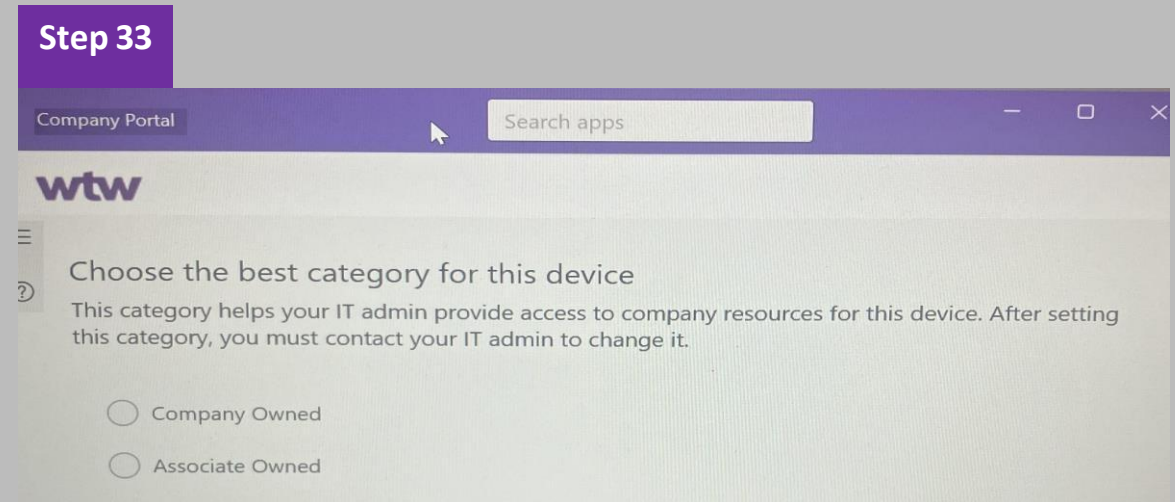 Step 33
Company Portal
Search apps
wtw
Choose the best category for this device
This category helps your IT admin provide access to company resources for this device. After setting
this category, you must contact your IT admin to change it.
Company Owned
Associate Owned